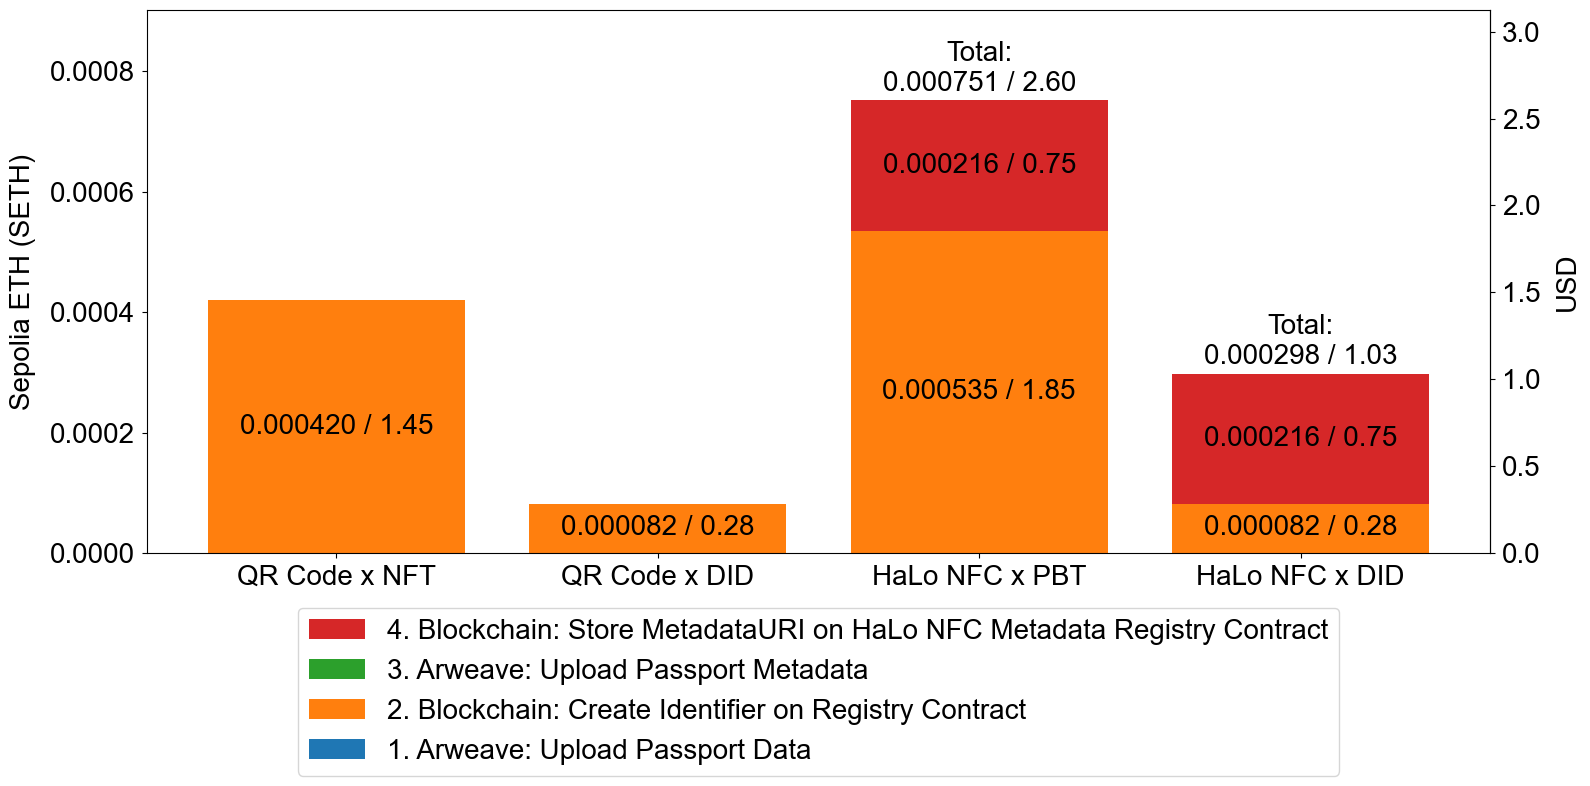 Sepolia ETH (SETH)
0.0008
0.0006
0.0004
0.0002
0.0000
Total:
0.000751 / 2.60
0.000216 / 0.75
0.000535 / 1.85
0.000420 / 1.45
0.000082 / 0.28
Total:
0.000298 / 1.03
0.000216 / 0.75
0.000082 / 0.28
3.0
2.5
2.0
1.5
1.0
0.5
0.0
USD
QR Code x NFT
QR Code x DID
HaLo NFC x PBT
HaLo NFC x DID
4. Blockchain: Store MetadataURI on HaLo NFC Metadata Registry Contract
3. Arweave: Upload Passport Metadata
2. Blockchain: Create Identifier on Registry Contract
1. Arweave: Upload Passport Data